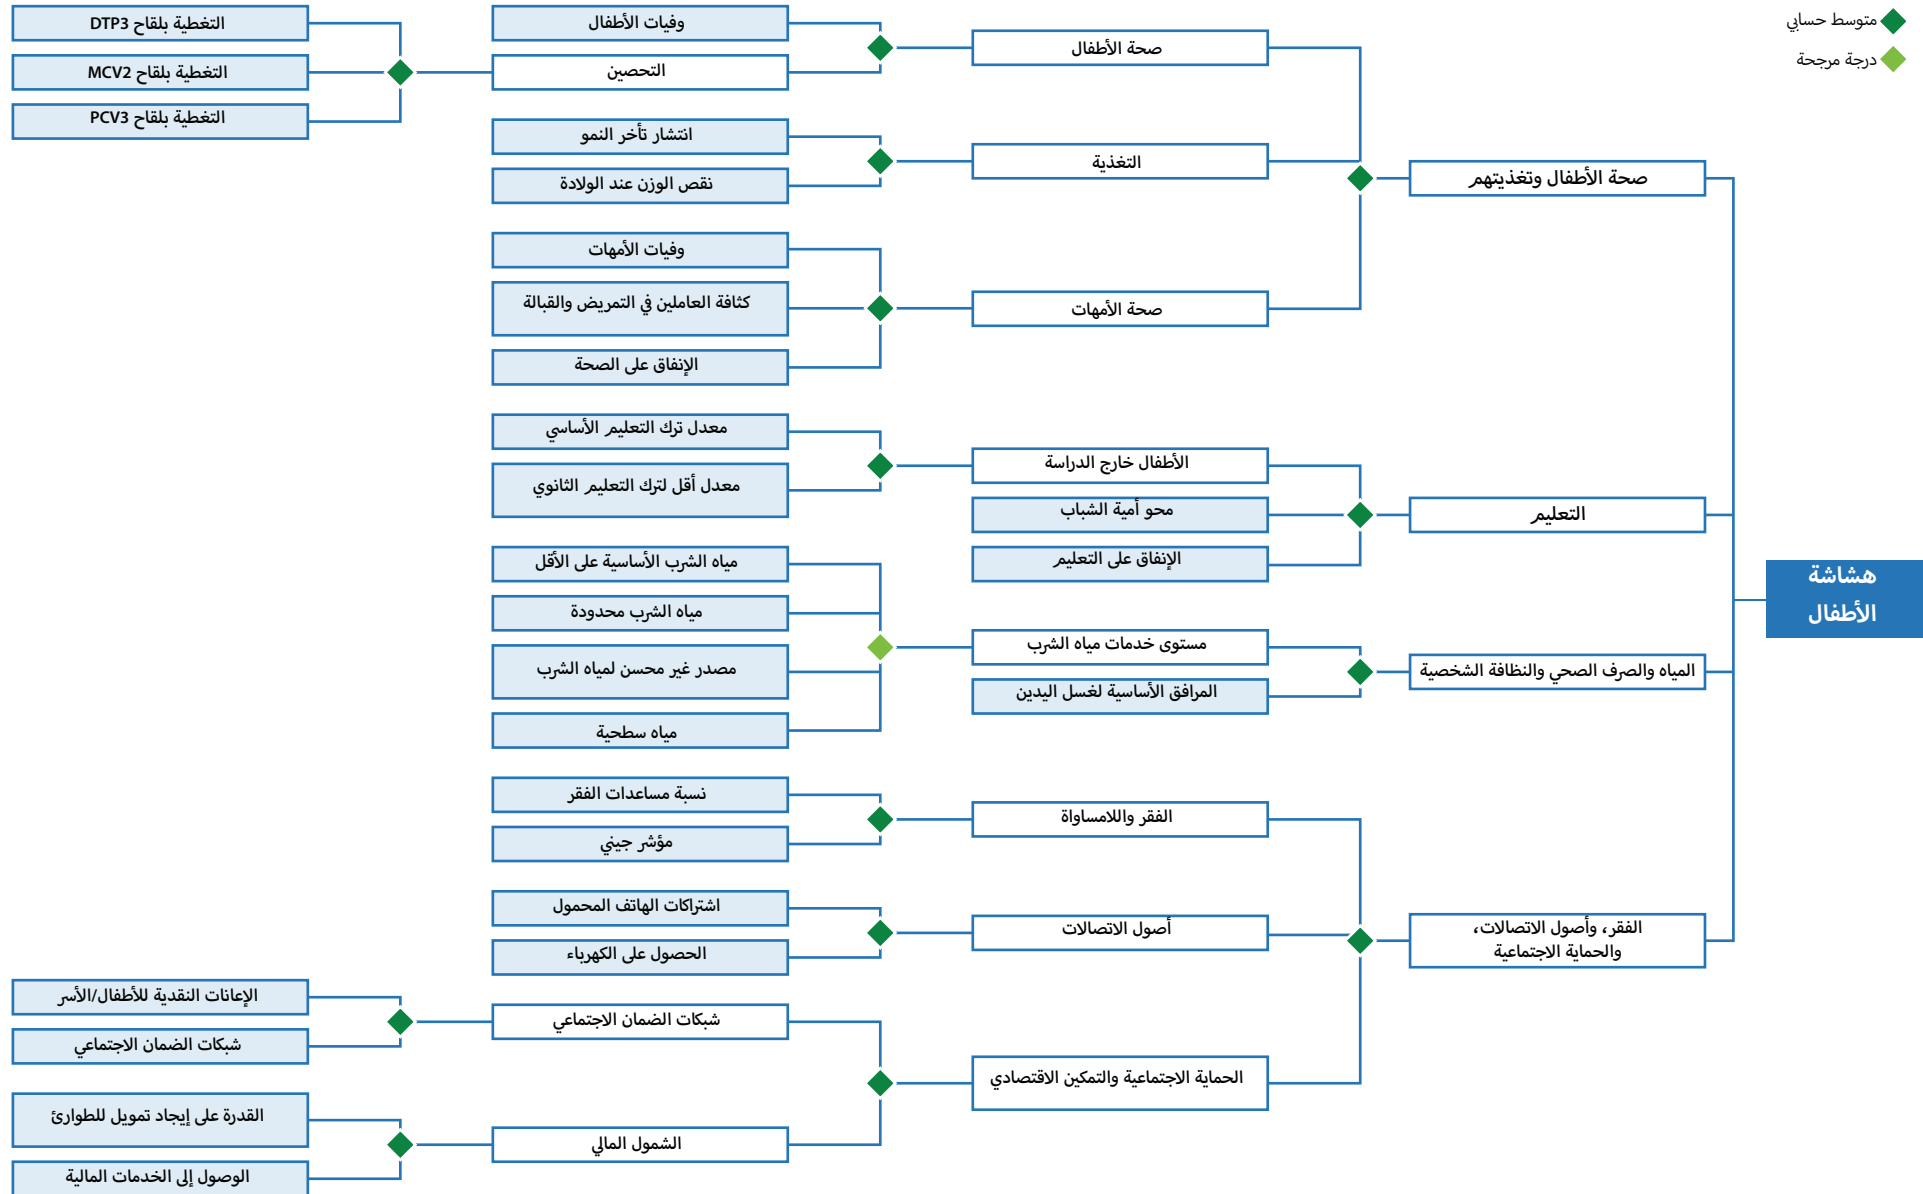 متوسط حسابي
درجة مرجحة
هشاشة
الأطفال
صحة الأطفال وتغذيتهم
صحة الأطفال
وفيات الأطفال
التحصين
التغطية بلقاح DTP3
التغطية بلقاح MCV2
التغطية بلقاح PCV3
التغذية
انتشار تأخر النمو
نقص الوزن عند الولادة
صحة الأمهات
وفيات الأمهات
كثافة العاملين في التمريض والقبالة
الإنفاق على الصحة
التعليم
الأطفال خارج الدراسة
معدل ترك التعليم الأساسي
معدل أقل لترك التعليم الثانوي
محو أمية الشباب
الإنفاق على التعليم
المياه والصرف الصحي والنظافة الشخصية
مستوى خدمات مياه الشرب
مياه الشرب الأساسية على الأقل
مياه الشرب محدودة
مصدر غير محسن لمياه الشرب
مياه سطحية
المرافق الأساسية لغسل اليدين
الفقر، وأصول الاتصالات،
والحماية الاجتماعية
الفقر واللامساواة
نسبة مساعدات الفقر
مؤشر جيني
أصول الاتصالات
اشتراكات الهاتف المحمول
الحصول على الكهرباء
الحماية الاجتماعية والتمكين الاقتصادي
شبكات الضمان الاجتماعي
الإعانات النقدية للأطفال/الأسر
شبكات الضمان الاجتماعي
الشمول المالي
القدرة على إيجاد تمويل للطوارئ
الوصول إلى الخدمات المالية